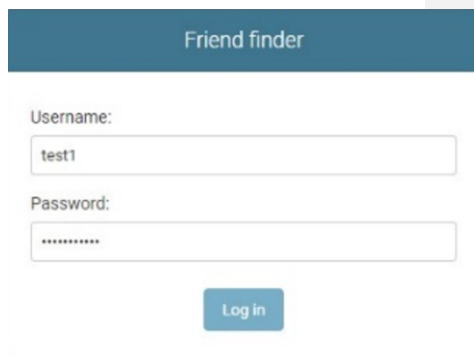 Friend finder
Username:
test1
Password:
•••••••••••
Log in